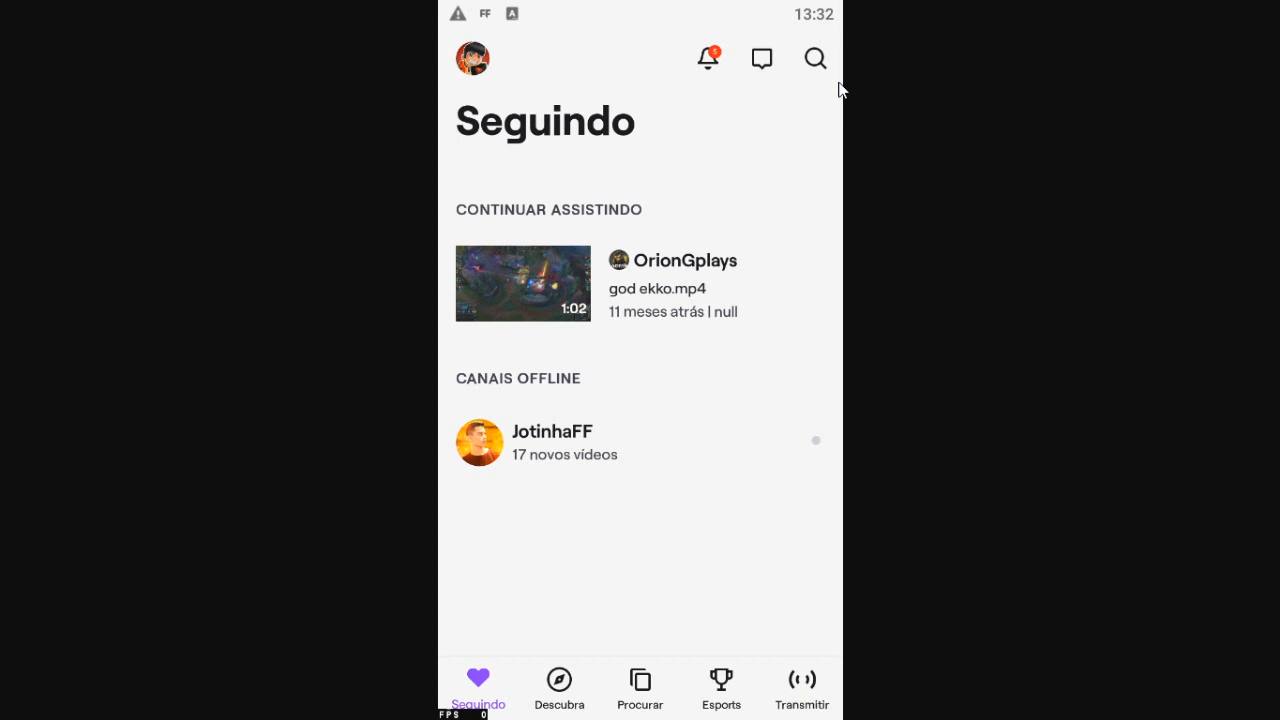 FF A 13:32
Seguindo
CONTINUAR ASSISTINDO
OrionGplays
god ekko.mp4
11 meses atrás | null
1:02
CANAIS OFFLINE
JotinhaFF
17 novos vídeos
Seguindo Descubra Procurar Esports Transmitir
FPS 0